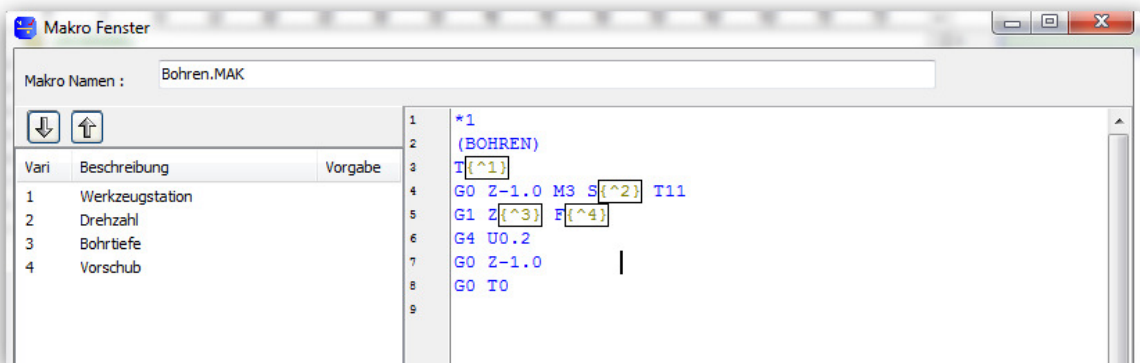 Makro Fenster
Makro Namen :
Bohren.MAK
Vari Beschreibung Vorgabe
1 Werkzeugstation
2 Drehzahl
3 Bohrtiefe
4 Vorschub
1 *1
2 (BOHREN)
3 T{^1}
4 G0 Z-1.0 M3 S{^2} T11
5 G1 Z{^3} F{^4}
6 G4 U0.2
7 G0 Z-1.0
8 G0 T0
9